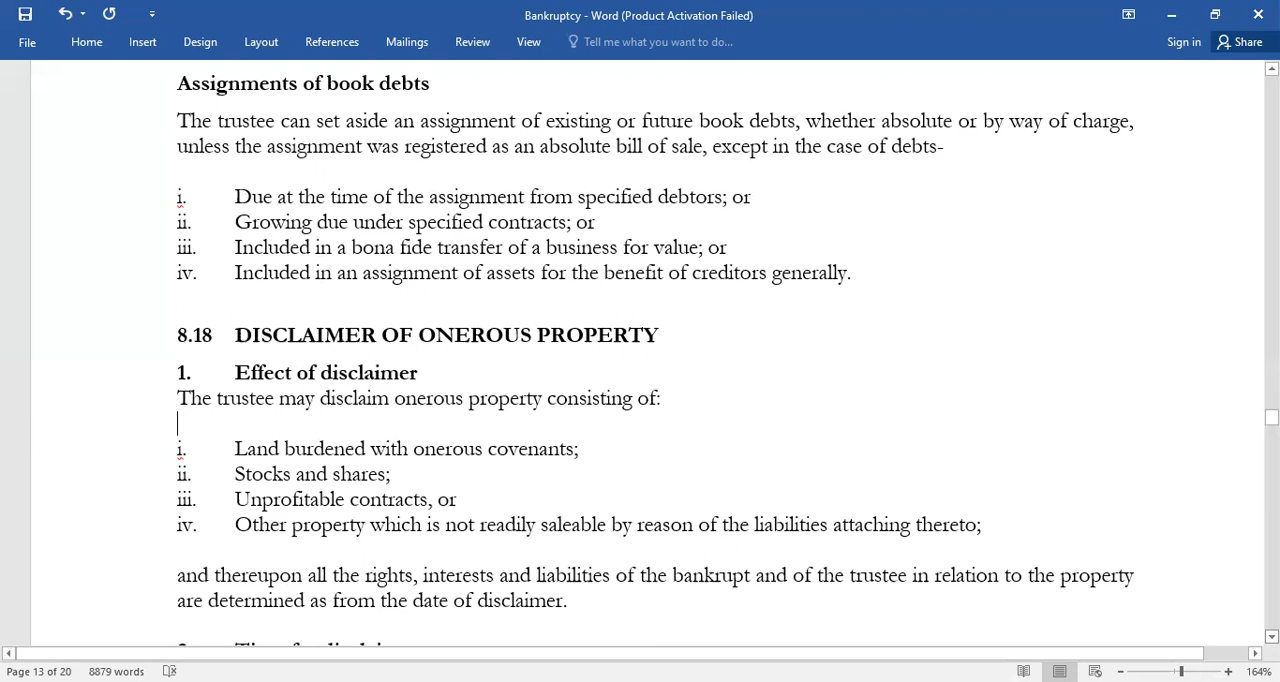 Bankruptcy - Word (Product Activation Failed)
File Home Insert Design Layout References Mailings Review View Tell me what you want to do... Sign in Share
Assignments of book debts
The trustee can set aside an assignment of existing or future book debts, whether absolute or by way of charge,
unless the assignment was registered as an absolute bill of sale, except in the case of debts-
i. Due at the time of the assignment from specified debtors; or
ii. Growing due under specified contracts; or
iii. Included in a bona fide transfer of a business for value; or
iv. Included in an assignment of assets for the benefit of creditors generally.
8.18 DISCLAIMER OF ONEROUS PROPERTY
1. Effect of disclaimer
The trustee may disclaim onerous property consisting of:
i. Land burdened with onerous covenants;
ii. Stocks and shares;
iii. Unprofitable contracts, or
iv. Other property which is not readily saleable by reason of the liabilities attaching thereto;
and thereupon all the rights, interests and liabilities of the bankrupt and of the trustee in relation to the property
are determined as from the date of disclaimer.
Page 13 of 20 8879 words 164%